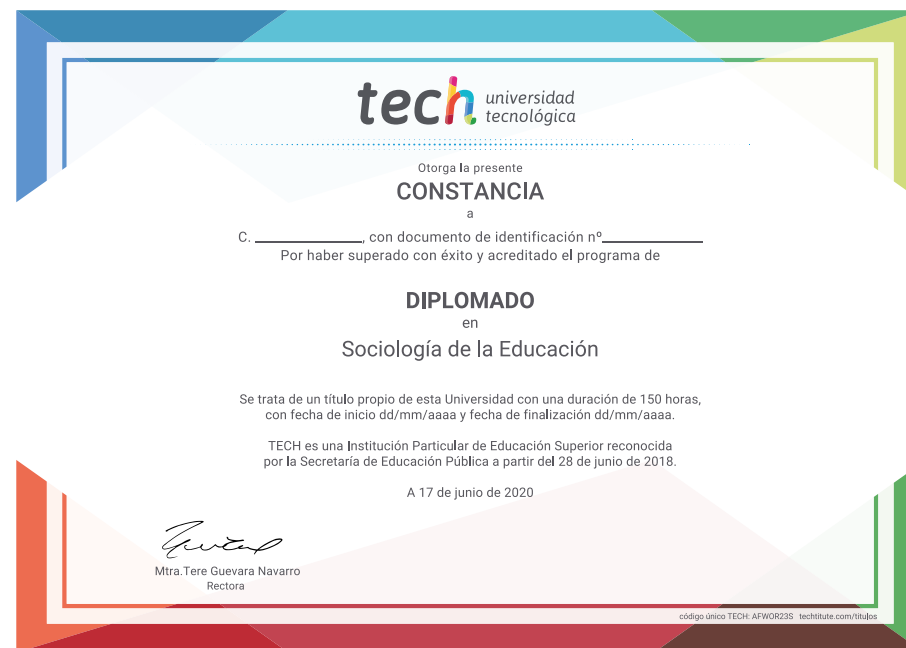 tech universidad
tecnológica
Otorga la presente
CONSTANCIA
a
C. ____________, con documento de identificación nº____________
Por haber superado con éxito y acreditado el programa de
DIPLOMADO
en
Sociología de la Educación
Se trata de un título propio de esta Universidad con una duración de 150 horas,
con fecha de inicio dd/mm/aaaa y fecha de finalización dd/mm/aaaa.
TECH es una Institución Particular de Educación Superior reconocida
por la Secretaría de Educación Pública a partir del 28 de junio de 2018.
A 17 de junio de 2020
Mtra.Tere Guevara Navarro
Rectora
código único TECH: AFWOR23S techtitute.com/titulos